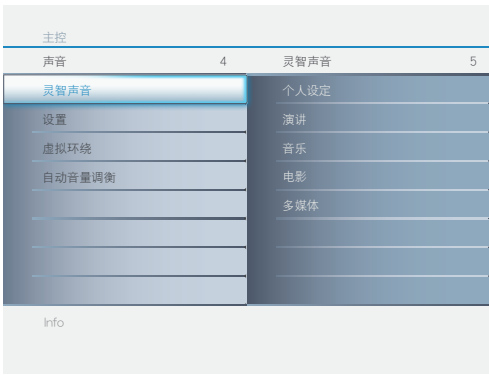 主控
声音 4 灵智声音 5
灵智声音 个人设定
设置 演讲
虚拟环绕 音乐
自动音量调衡 电影
多媒体
Info